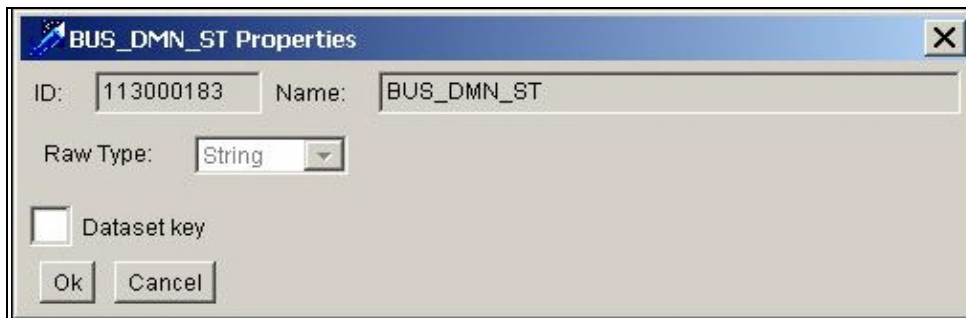 BUS_DMN_ST Properties
ID: 113000183 Name: BUS_DMN_ST
Raw Type: String
Dataset key
Ok Cancel